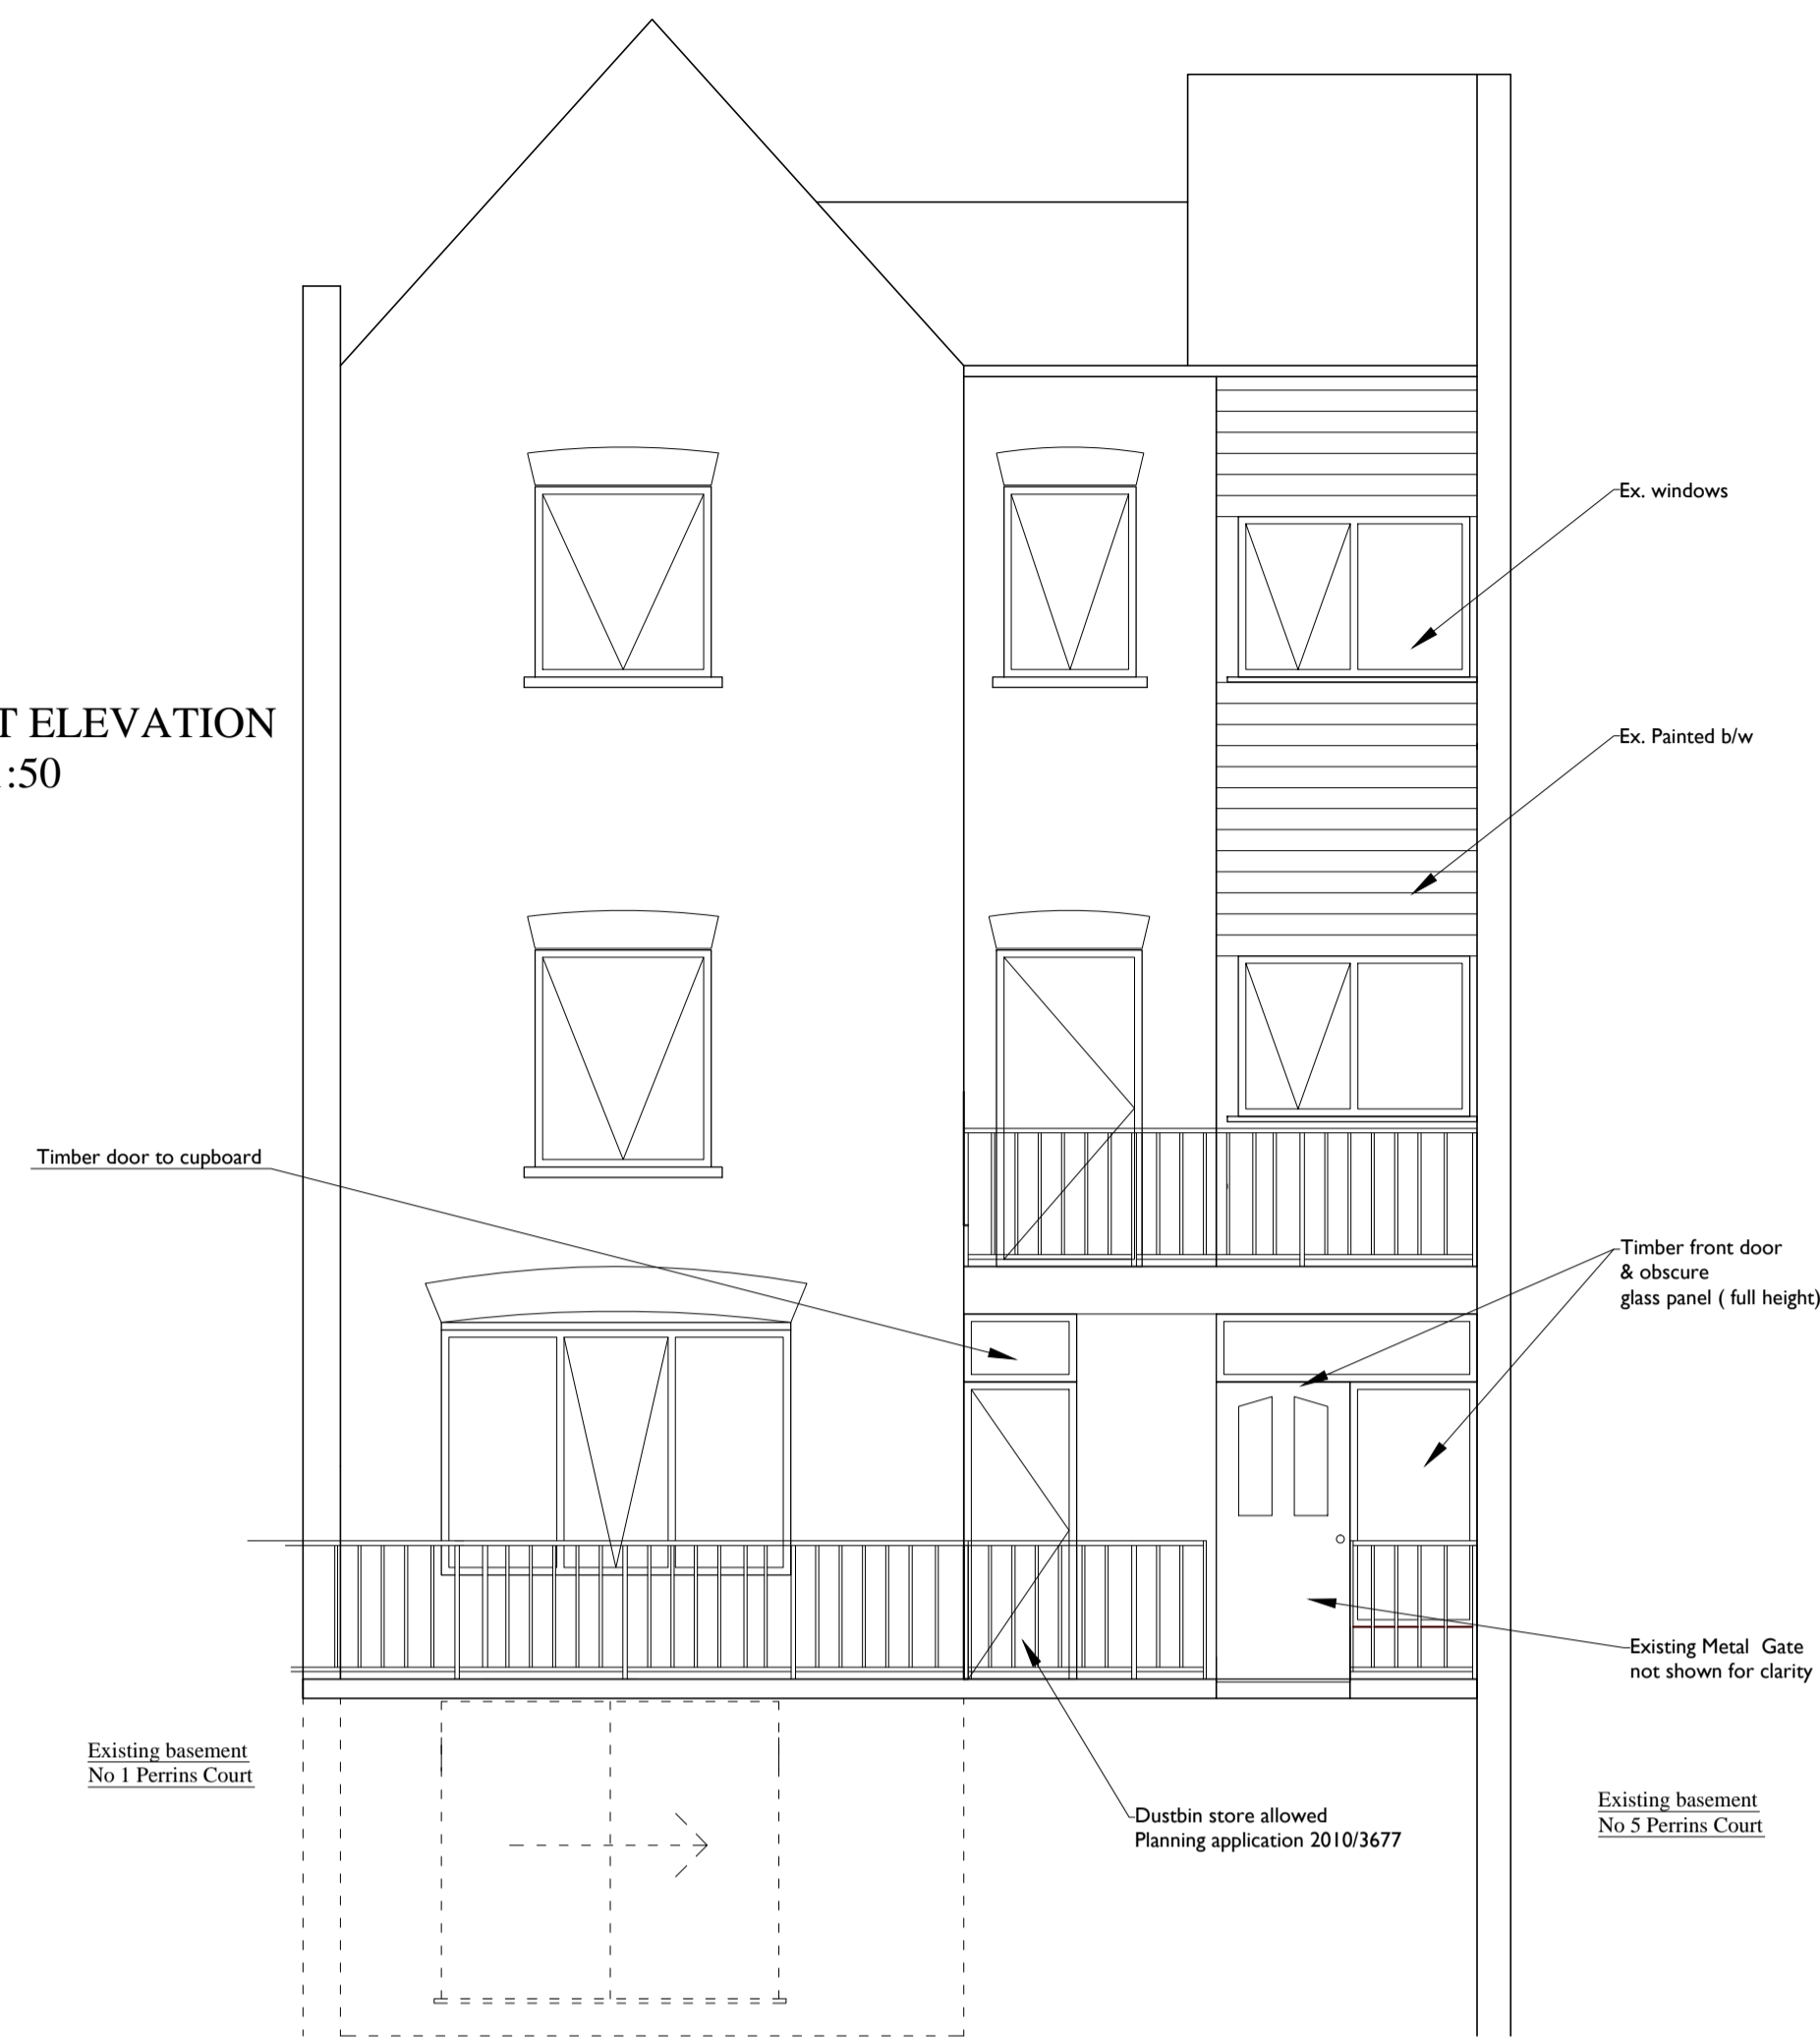 Ex. windows
T ELEVATION
:50
Ex. Painted b/w
Timber door to cupboard
Timber front door
& obscure
glass panel ( full height)
Existing Metal Gate
not shown for clarity
Existing basement
No 1 Perrins Court
Dustbin store allowed
Planning application 2010/3677
Existing basement
No 5 Perrins Court